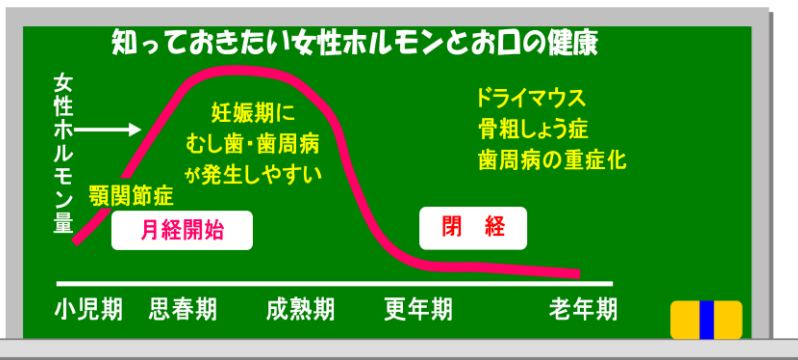 知っておきたい女性ホルモンとお口の健康
女性ホルモン量
妊娠期に
むし歯・歯周病
が発生しやすい
ドライマウス
骨粗しょう症
歯周病の重症化
顎関節症
月経開始
閉 経
小児期 思春期 成熟期 更年期 老年期